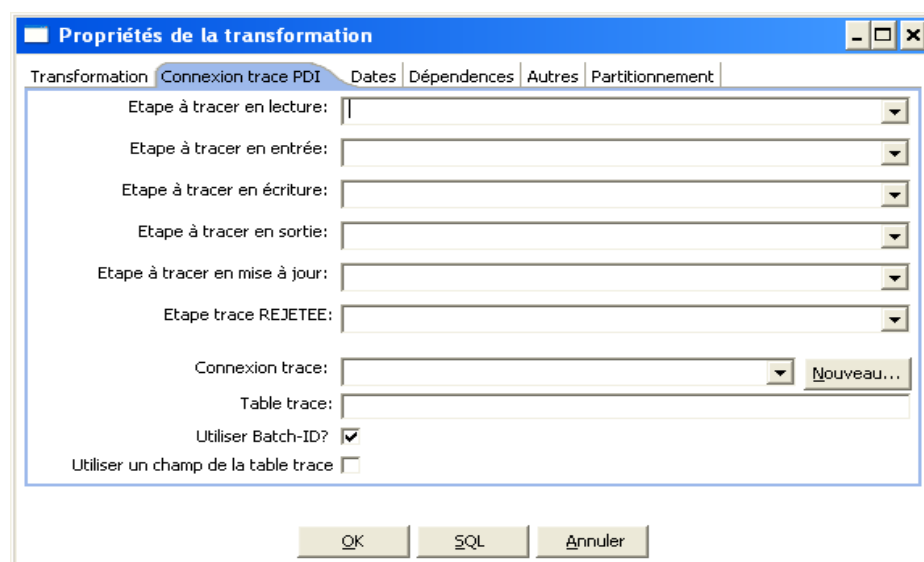 Propriétés de la transformation
Transformation Connexion trace PDI Dates Dépendences Autres Partitionnement
Etape à tracer en lecture:
Etape à tracer en entrée:
Etape à tracer en écriture:
Etape à tracer en sortie:
Etape à tracer en mise à jour:
Etape trace REJETEE:
Connexion trace: Nouveau...
Table trace:
Utiliser Batch-ID?
Utiliser un champ de la table trace
OK SQL Annuler